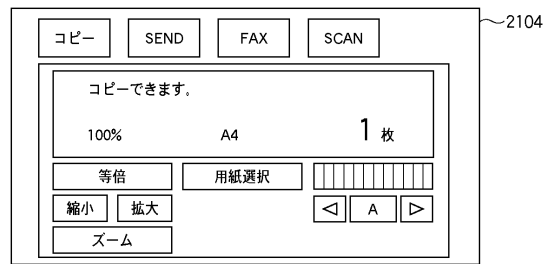 コピー SEND FAX SCAN 2104
コピーできます。
100% A4 1 枚
等倍 用紙選択
縮小 拡大 A
ズーム